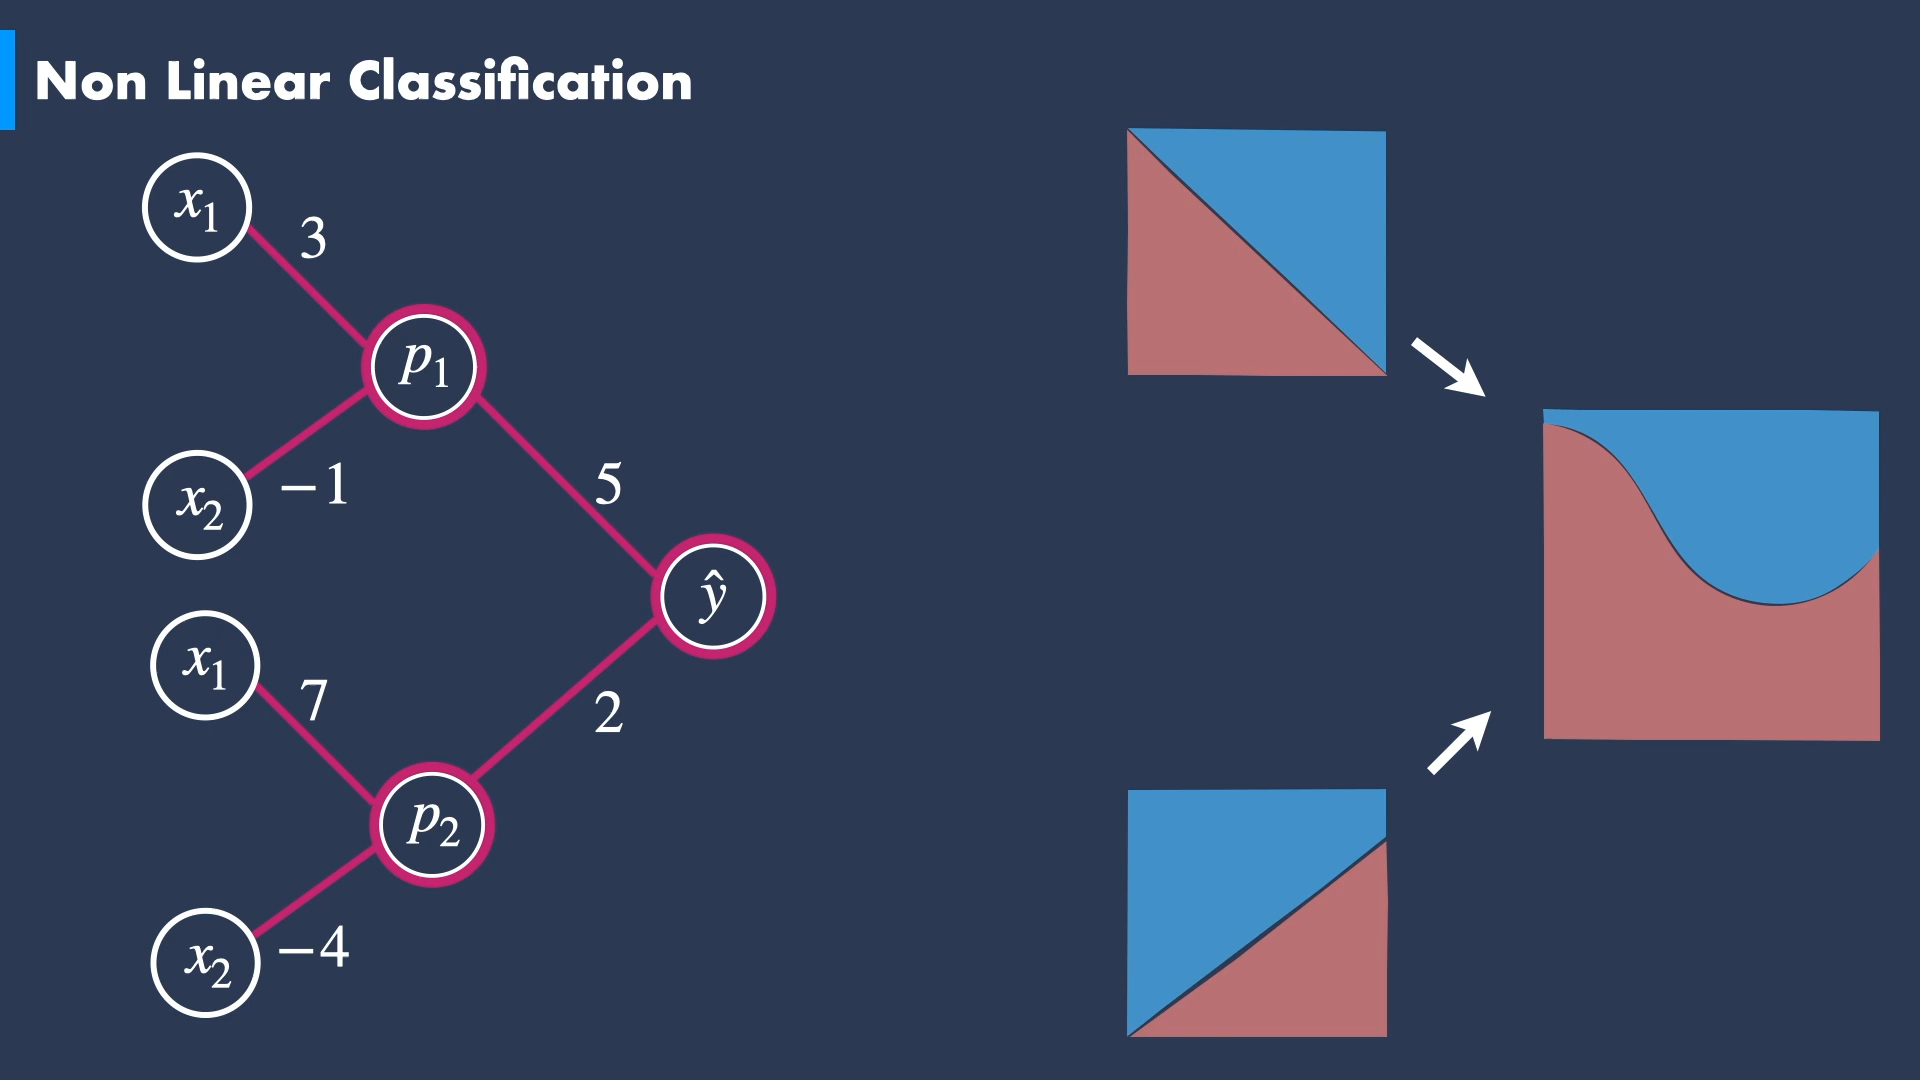 Non Linear Classification
x₁
3
p₁
x₂
−1
5
ŷ
x₁
7
2
p₂
x₂
−4